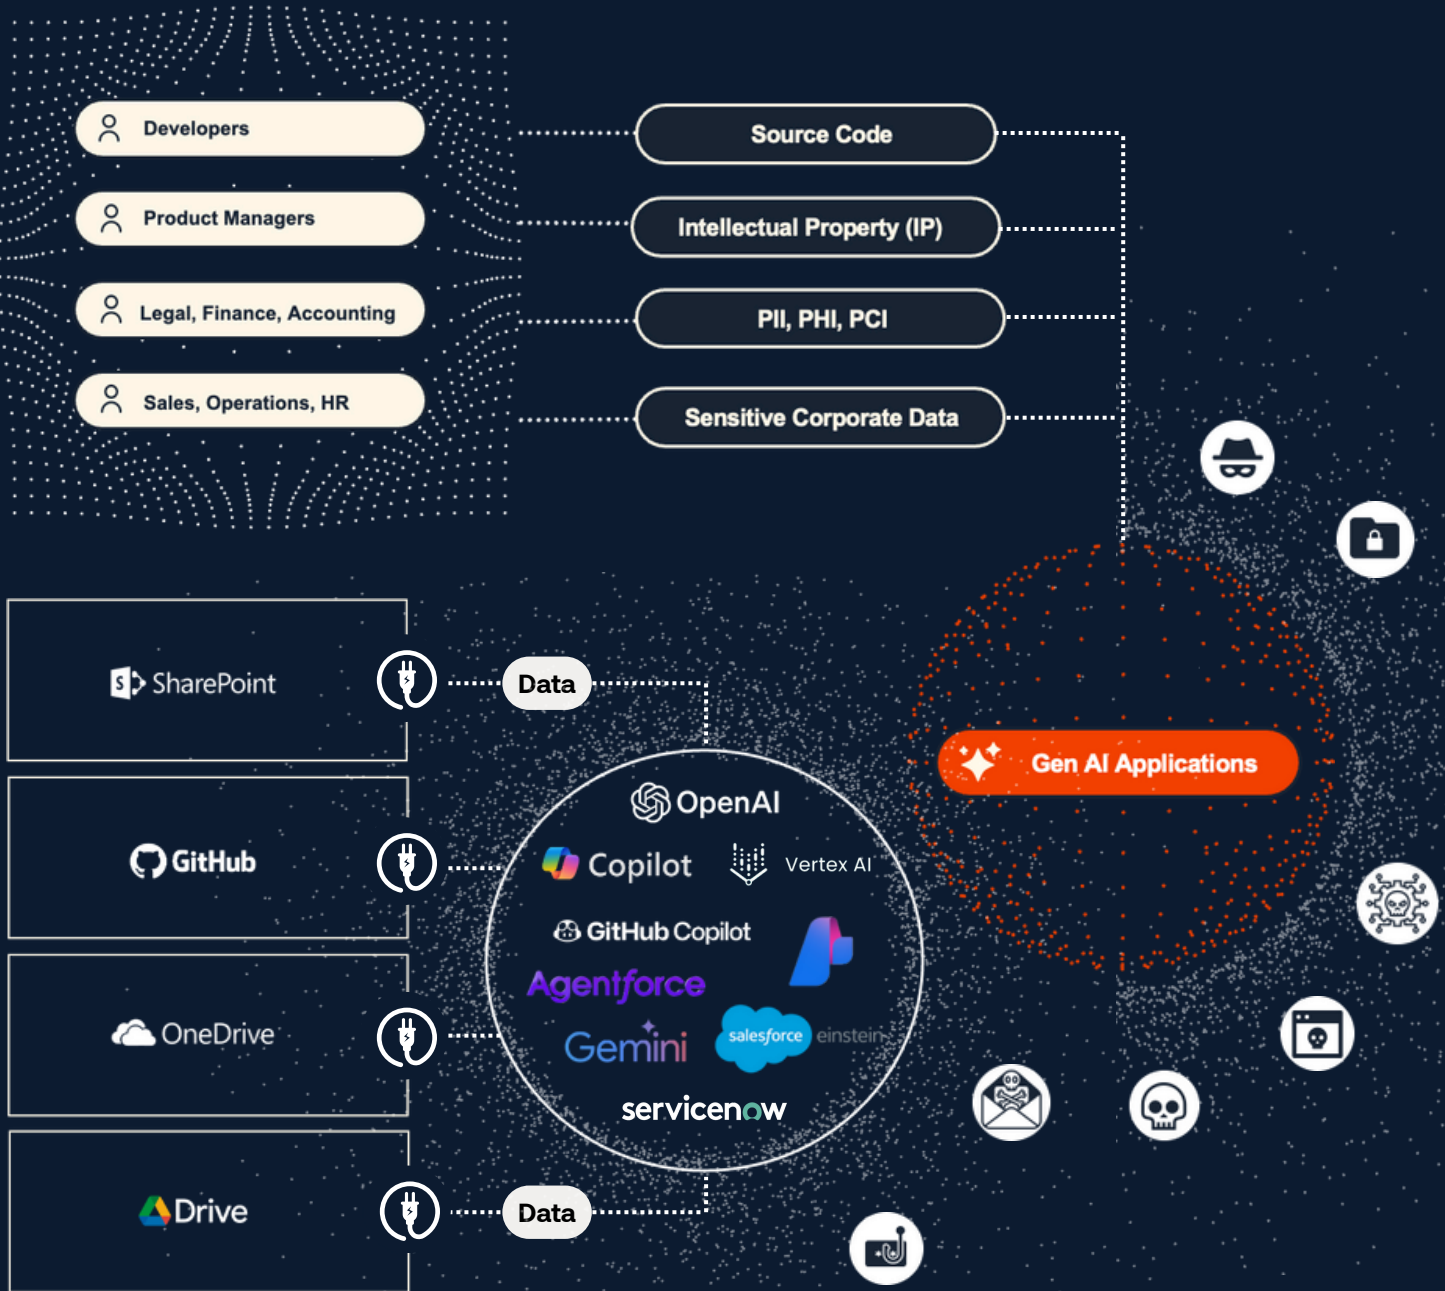 Developers
Source Code
Product Managers
Intellectual Property (IP)
Legal, Finance, Accounting
PII, PHI, PCI
Sales, Operations, HR
Sensitive Corporate Data
Gen AI Applications
SharePoint
Data
GitHub
OneDrive
Drive
Data
OpenAI
Copilot
Vertex AI
GitHub Copilot
Agentforce
Gemini
salesforce einstein
servicenow